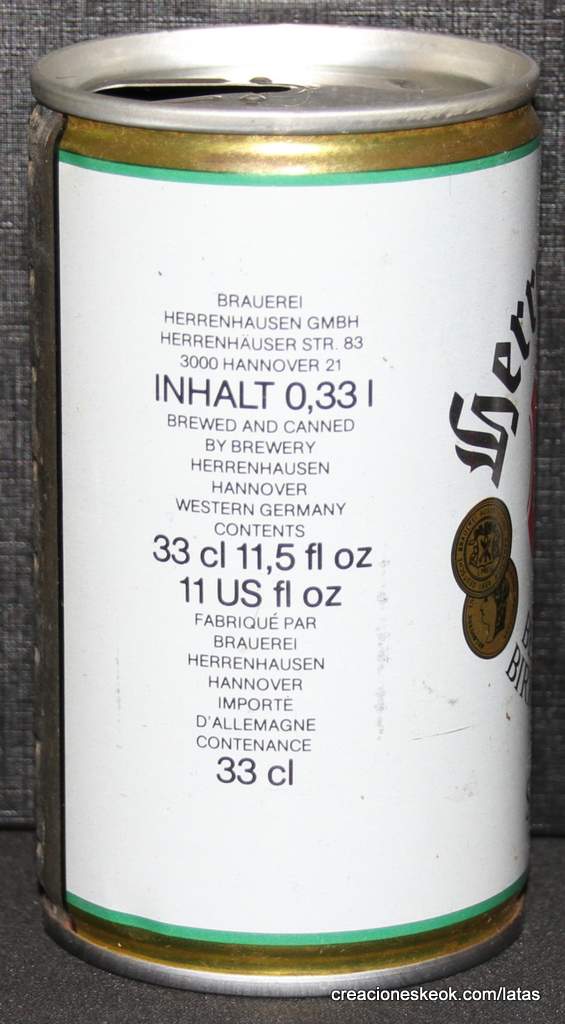 BRAUEREI
HERRENHAUSEN GMBH
HERRENHÄUSER STR. 83
3000 HANNOVER 21
INHALT 0,33 l
BREWED AND CANNED
BY BREWERY
HERRENHAUSEN
HANNOVER
WESTERN GERMANY
CONTENTS
33 cl 11,5 fl oz
11 US fl oz
FABRIQUÉ PAR
BRAUEREI
HERRENHAUSEN
HANNOVER
IMPORTÈ
D'ALLEMAGNE
CONTENANCE
33 cl
Herr
creacioneskeok.com/latas